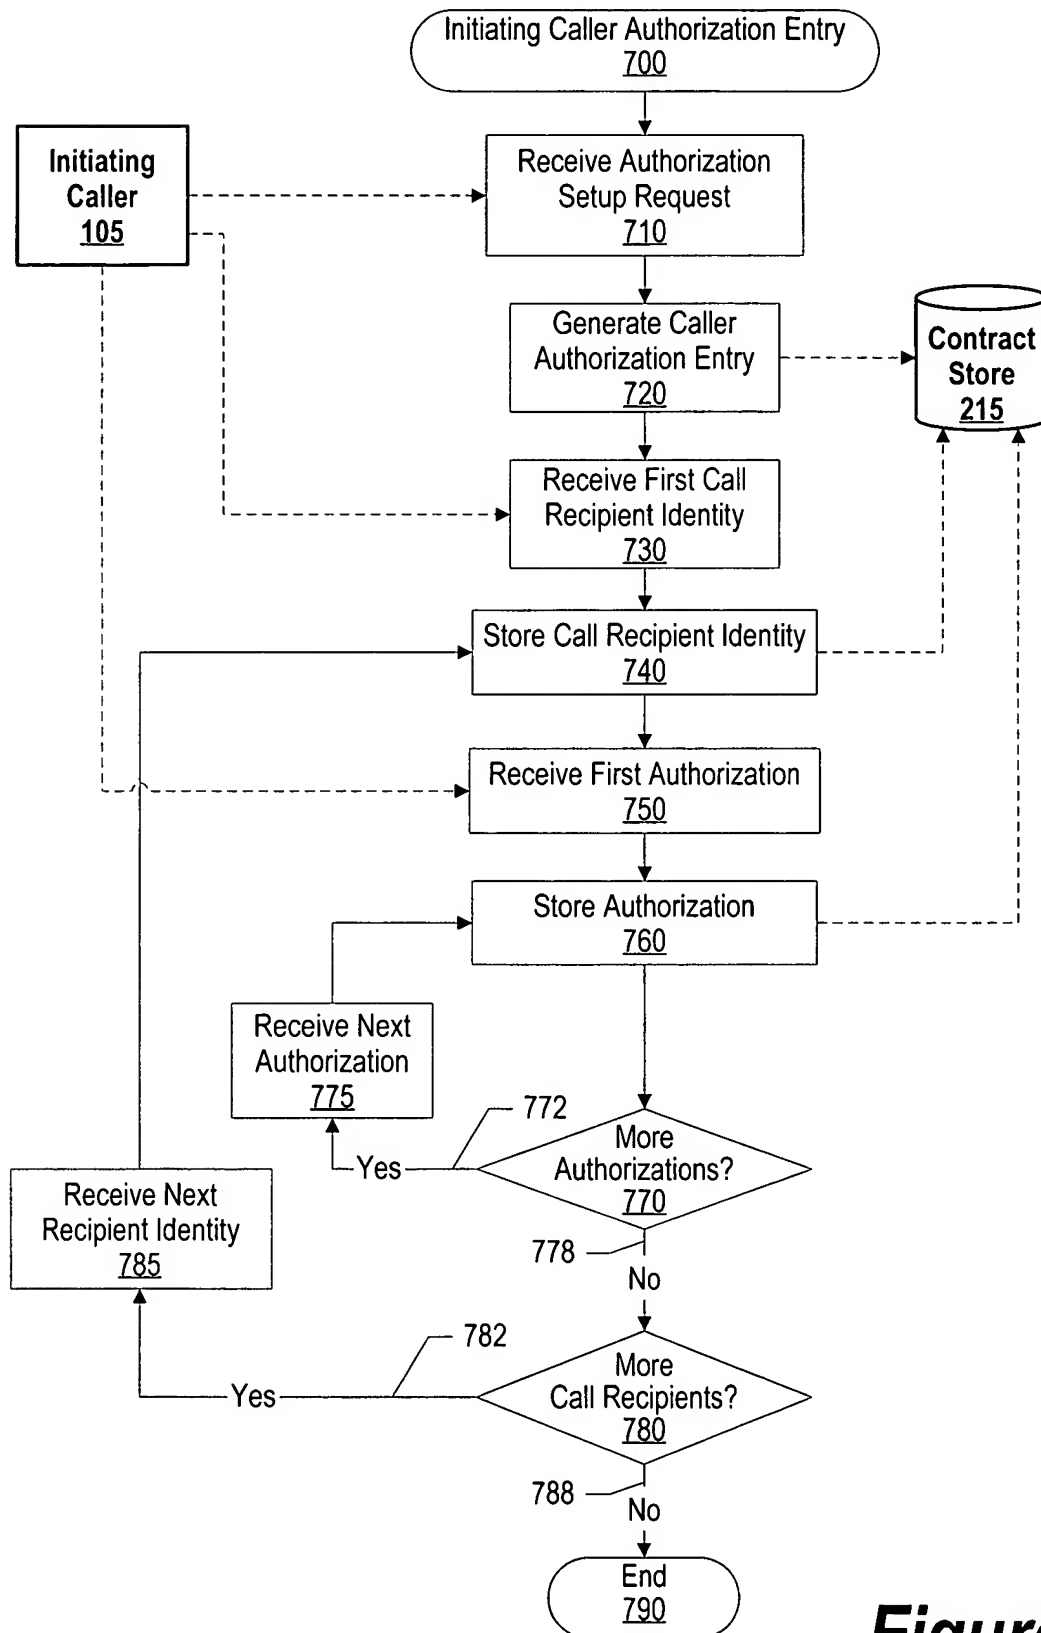 Initiating Caller Authorization Entry
700
Initiating
Caller
105
Receive Authorization
Setup Request
710
Generate Caller
Authorization Entry
720
Contract
Store
215
Receive First Call
Recipient Identity
730
Store Call Recipient Identity
740
Receive First Authorization
750
Store Authorization
760
Receive Next
Authorization
775
772
Yes
More
Authorizations?
770
Receive Next
Recipient Identity
785
778
No
782
Yes
More
Call Recipients?
780
788
No
End
790